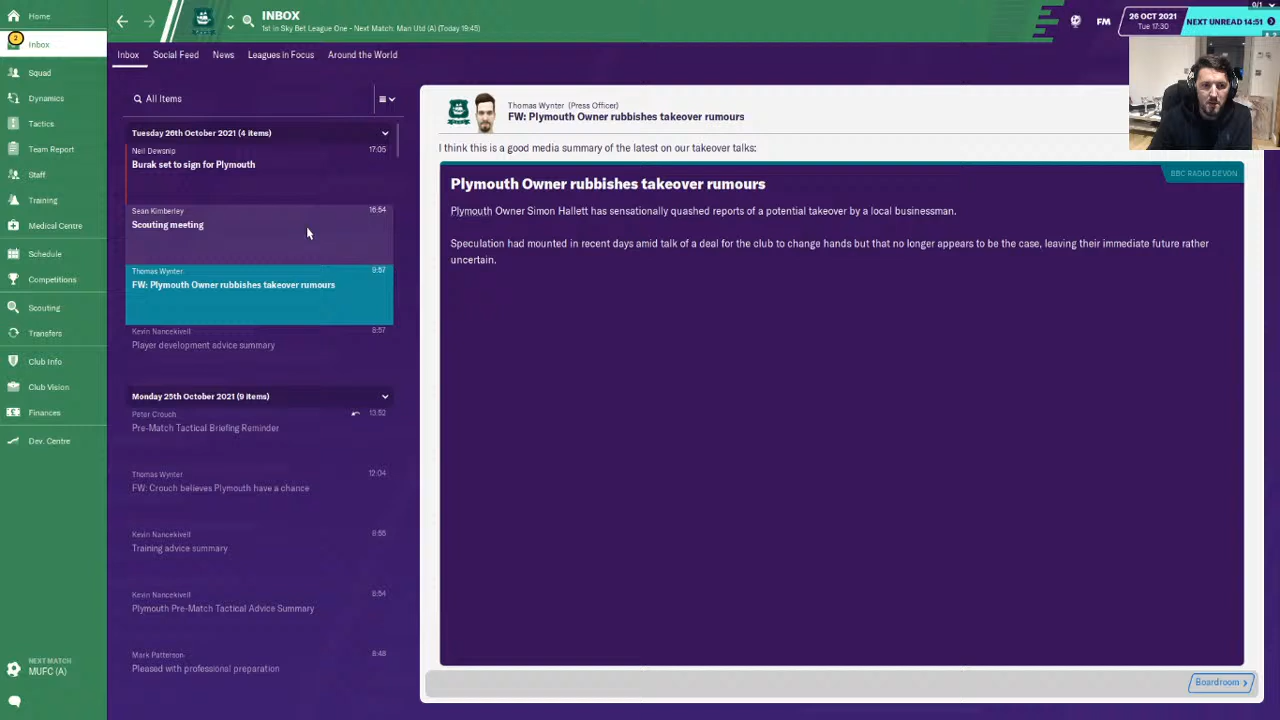 Home
2
Inbox
Squad
Dynamics
Tactics
Team Report
Staff
Training
Medical Centre
Schedule
Competitions
Scouting
Transfers
Club Info
Club Vision
Finances
Dev. Centre
NEXT MATCH
MUFC (A)
INBOX
1st in Sky Bet League One - Next Match: Man Utd (A) (Today 19:45)
FM
26 OCT 2021
Tue 17:30
NEXT UNREAD 14:51
0/1
Inbox
Social Feed
News
Leagues in Focus
Around the World
All Items
Tuesday 26th October 2021 (4 items)
Neil Dewsnip 17:05
Burak set to sign for Plymouth
Sean Kimberley 16:54
Scouting meeting
Thomas Wynter 9:57
FW: Plymouth Owner rubbishes takeover rumours
Kevin Nancekivell 8:57
Player development advice summary
Monday 25th October 2021 (9 items)
Peter Crouch 13:52
Pre-Match Tactical Briefing Reminder
Thomas Wynter 12:04
FW: Crouch believes Plymouth have a chance
Kevin Nancekivell 8:55
Training advice summary
Kevin Nancekivell 8:54
Plymouth Pre-Match Tactical Advice Summary
Mark Patterson 8:48
Pleased with professional preparation
Thomas Wynter (Press Officer)
FW: Plymouth Owner rubbishes takeover rumours
I think this is a good media summary of the latest on our takeover talks:
BBC RADIO DEVON
Plymouth Owner rubbishes takeover rumours
Plymouth Owner Simon Hallett has sensationally quashed reports of a potential takeover by a local businessman.
Speculation had mounted in recent days amid talk of a deal for the club to change hands but that no longer appears to be the case, leaving their immediate future rather
uncertain.
Boardroom